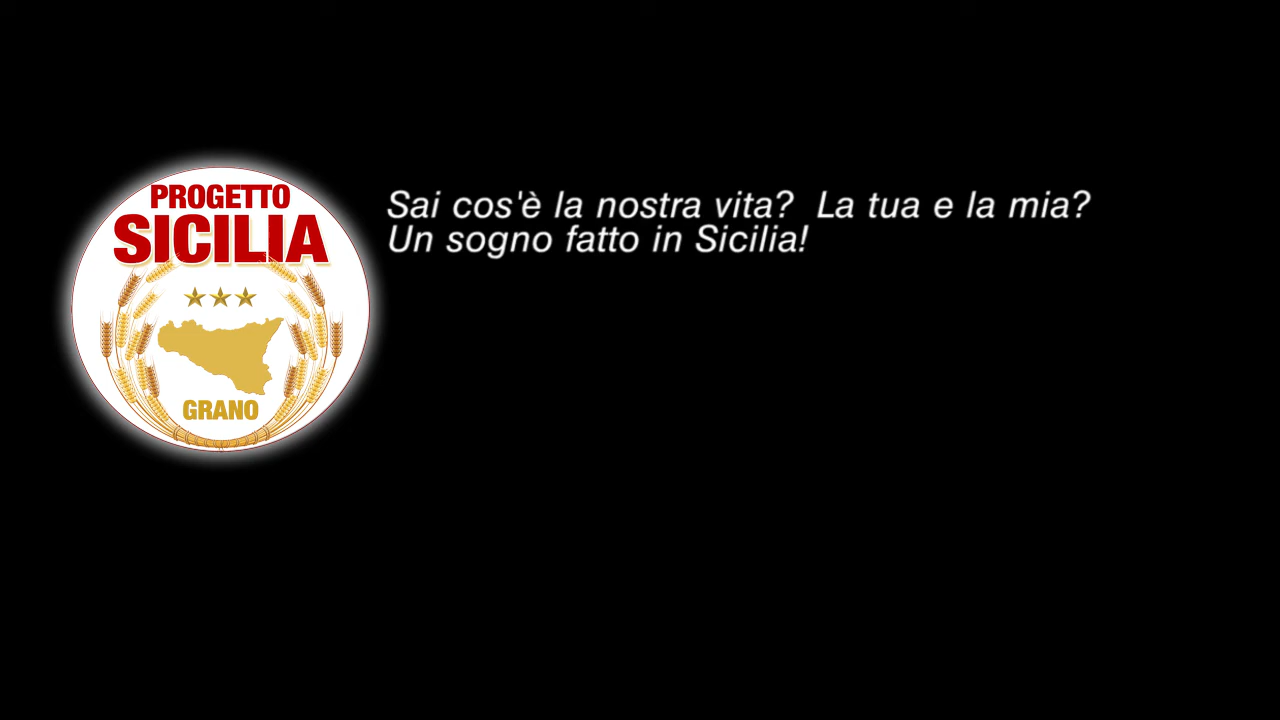 PROGETTO
SICILIA
GRANO
Sai cos'è la nostra vita?  La tua e la mia?
Un sogno fatto in Sicilia!